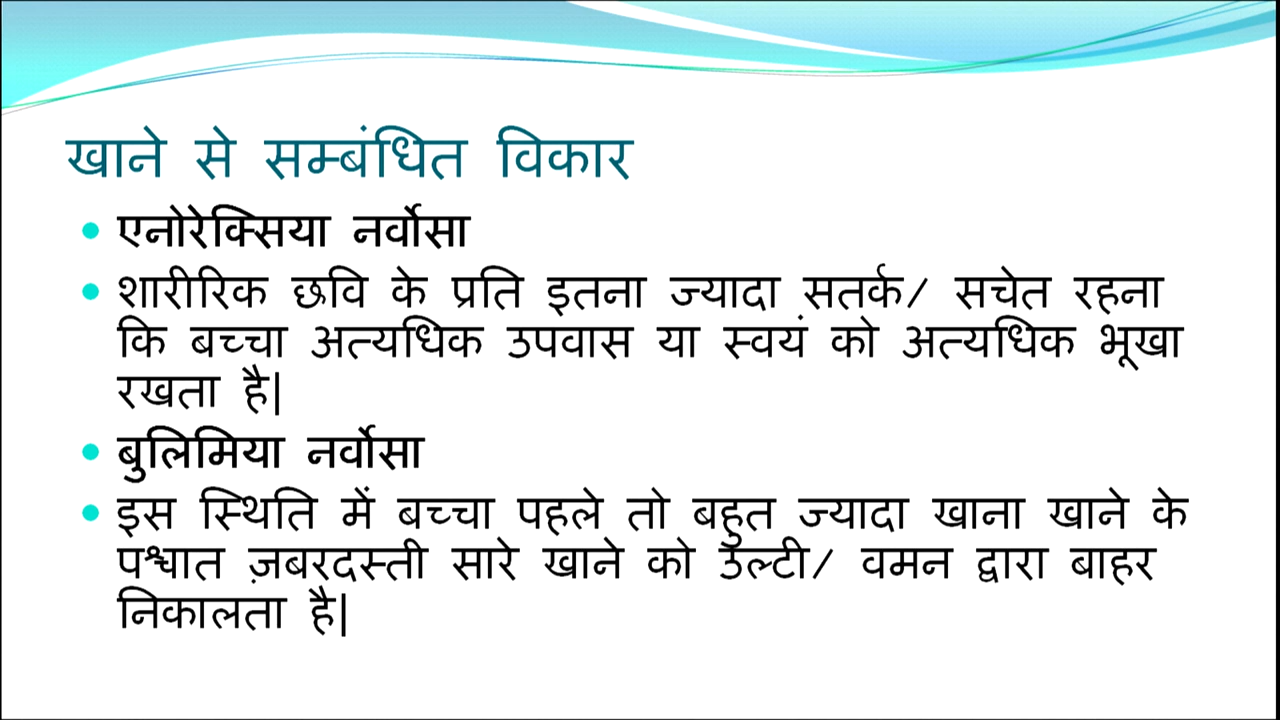 खाने से सम्बंधित विकार
• एनोरेक्सिया नर्वोसा
• शारीरिक छवि के प्रति इतना ज्यादा सतर्क/ सचेत रहना
कि बच्चा अत्यधिक उपवास या स्वयं को अत्यधिक भूखा
रखता है|
• बुलिमिया नर्वोसा
• इस स्थिति में बच्चा पहले तो बहुत ज्यादा खाना खाने के
पश्चात ज़बरदस्ती सारे खाने को उल्टी/ वमन द्वारा बाहर
निकालता है|